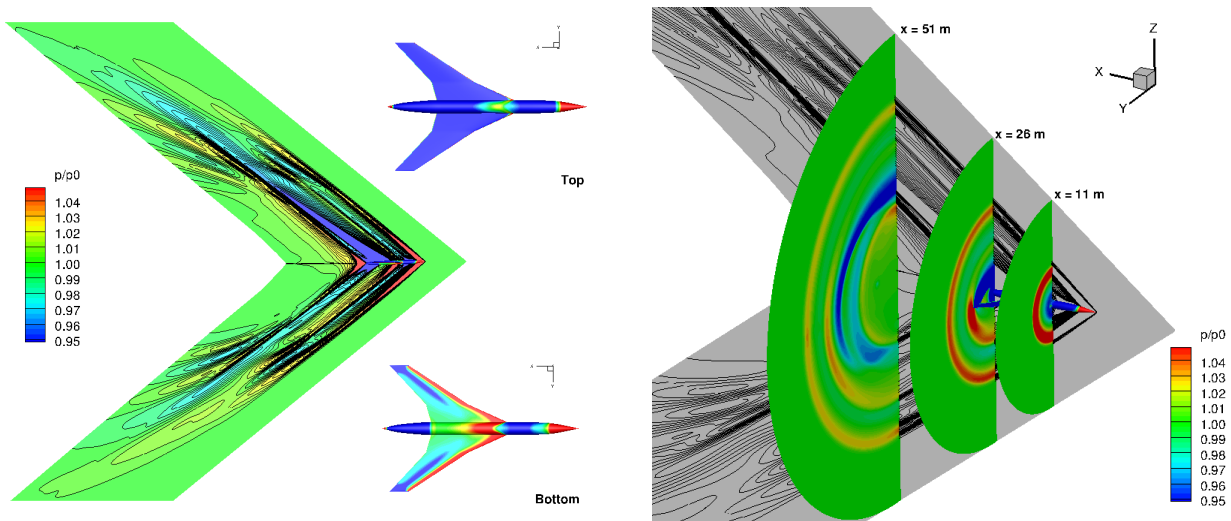 Y
X
Top
p/p0
1.04
1.03
1.02
1.01
1.00
0.99
0.98
0.97
0.96
0.95
X
Y
Bottom
x = 51 m
x = 26 m
x = 11 m
Z
X
Y
p/p0
1.04
1.03
1.02
1.01
1.00
0.99
0.98
0.97
0.96
0.95